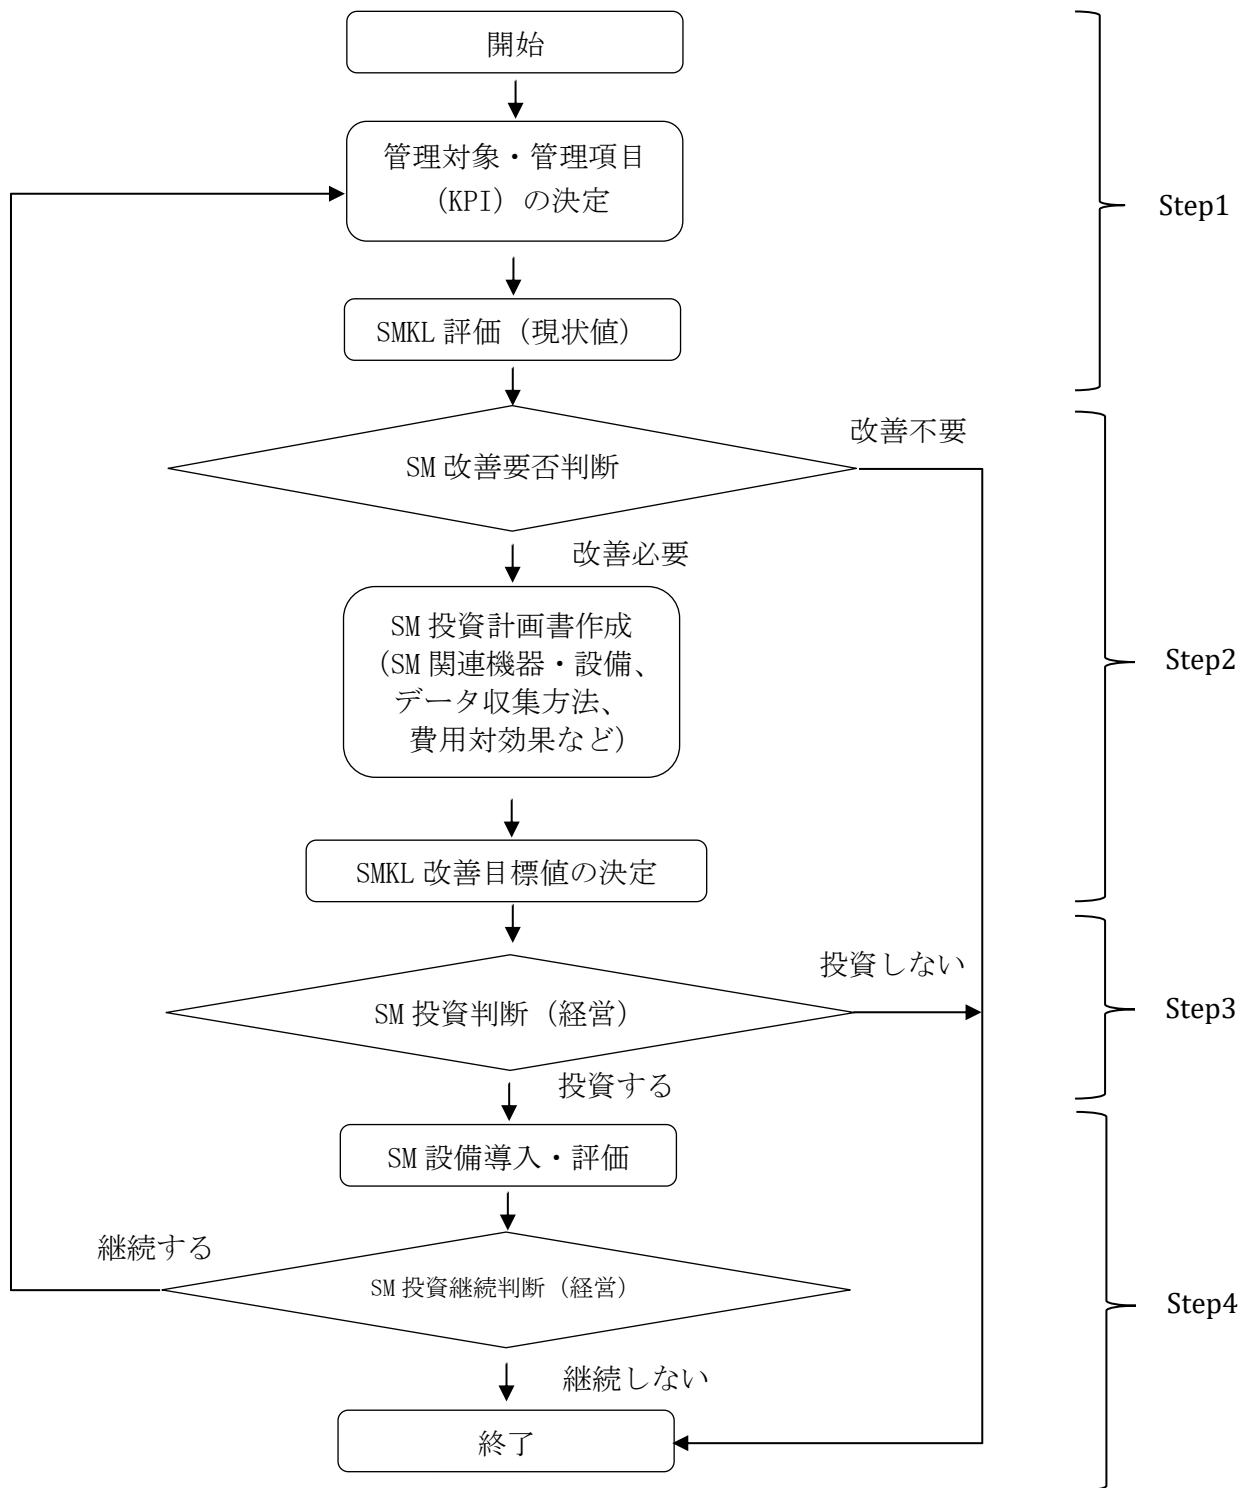 開始
管理対象・管理項目
（KPI）の決定
Step1
SMKL 評価（現状値）
改善不要
SM 改善要否判断
改善必要
SM 投資計画書作成
（SM 関連機器・設備、
データ収集方法、
費用対効果など）
Step2
SMKL 改善目標値の決定
投資しない
SM 投資判断（経営）
Step3
投資する
SM 設備導入・評価
継続する
SM 投資継続判断（経営）
Step4
継続しない
終了